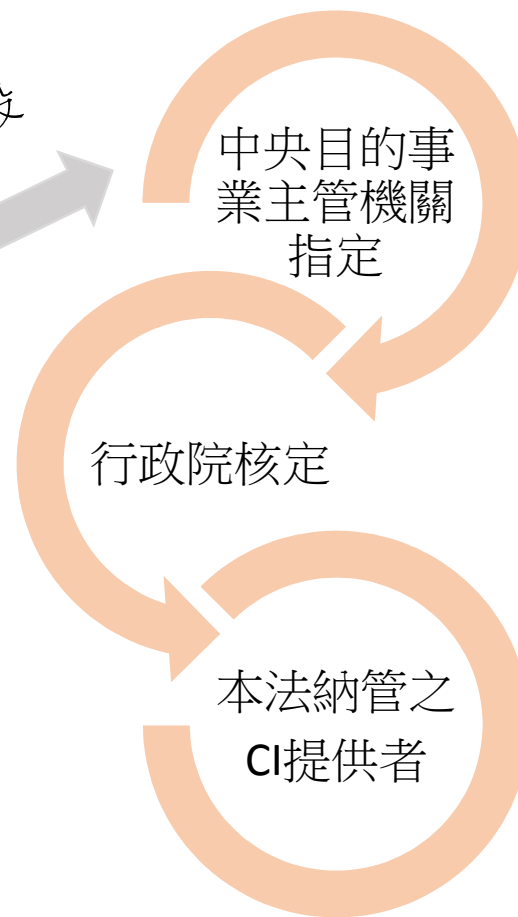 設
中央目的事
業主管機關
指定
行政院核定
本法納管之
CI提供者